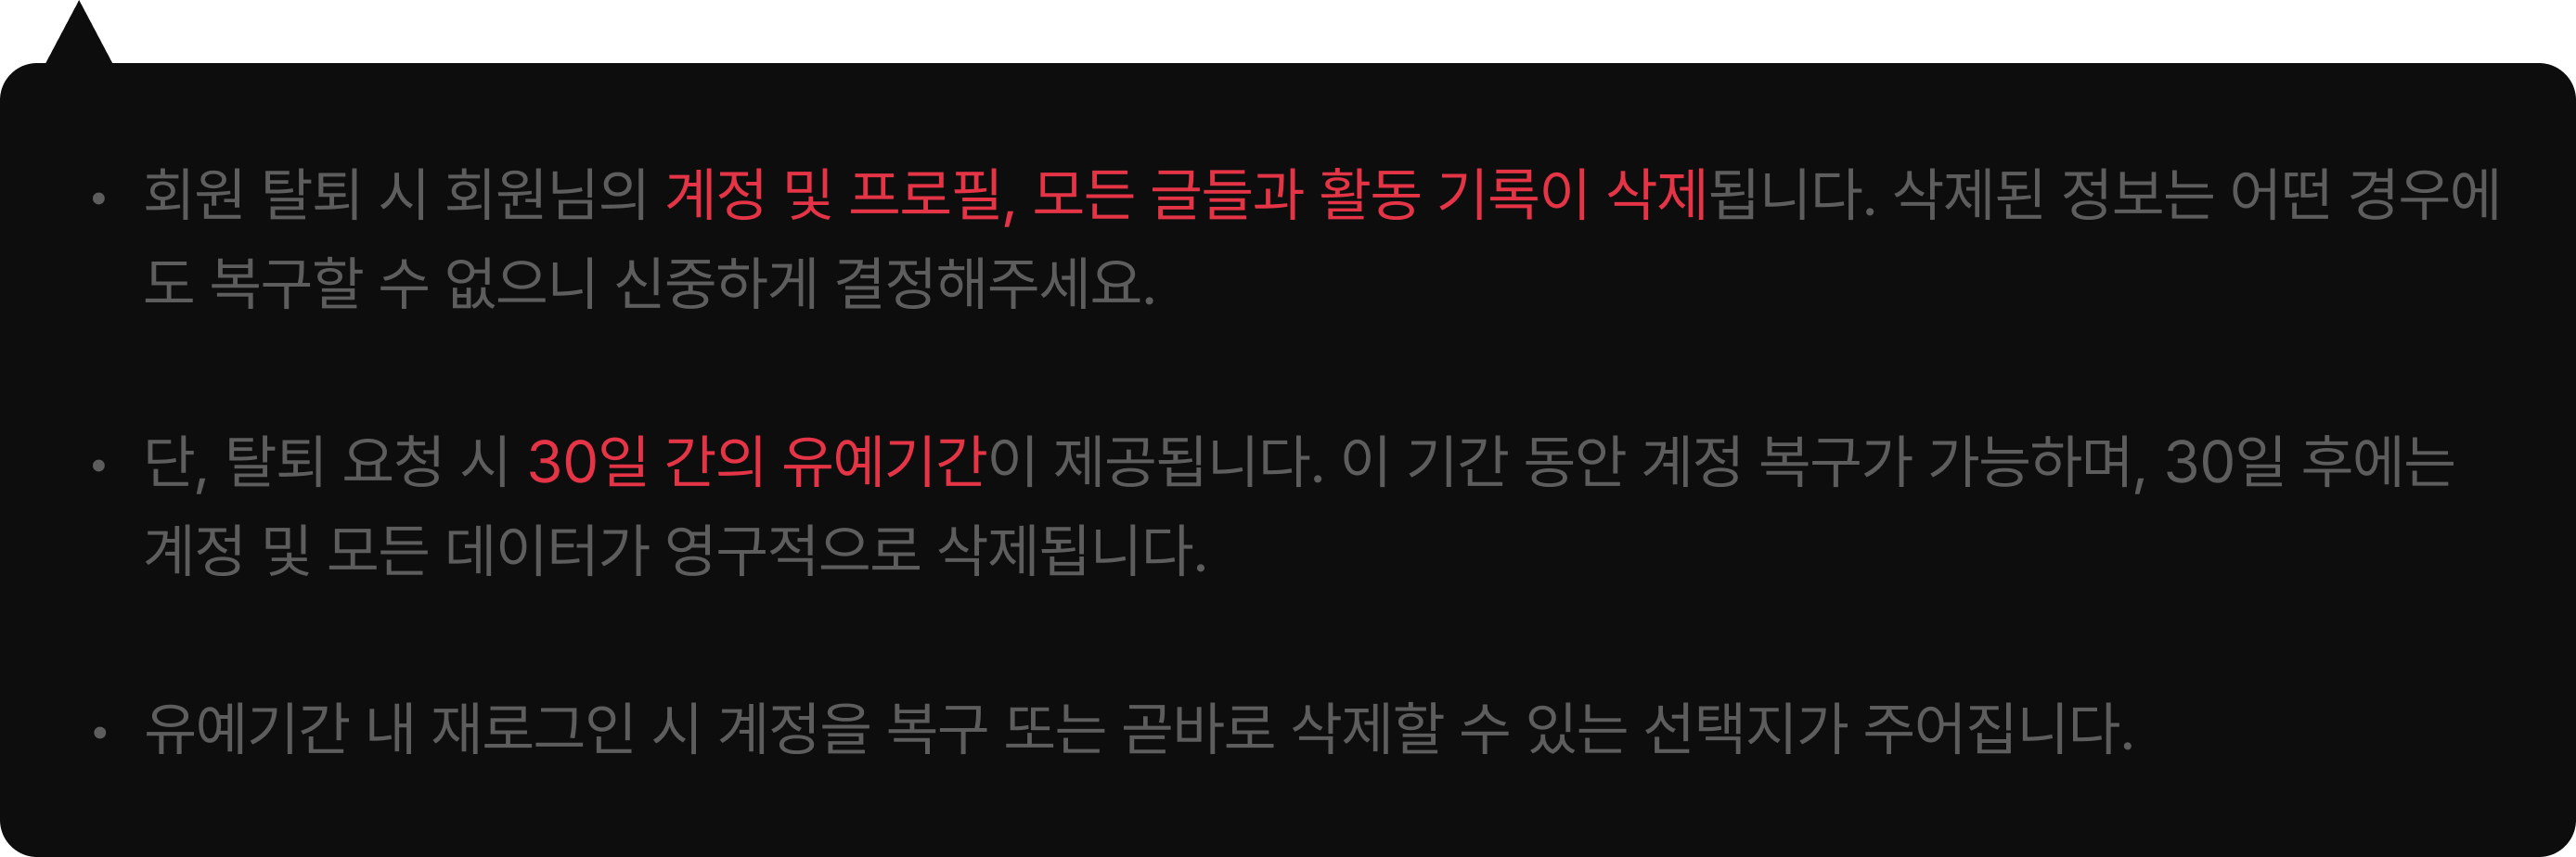 • 회원 탈퇴 시 회원님의 계정 및 프로필, 모든 글들과 활동 기록이 삭제됩니다. 삭제된 정보는 어떤 경우에
도 복구할 수 없으니 신중하게 결정해주세요.
• 단, 탈퇴 요청 시 30일 간의 유예기간이 제공됩니다. 이 기간 동안 계정 복구가 가능하며, 30일 후에는
계정 및 모든 데이터가 영구적으로 삭제됩니다.
• 유예기간 내 재로그인 시 계정을 복구 또는 곧바로 삭제할 수 있는 선택지가 주어집니다.